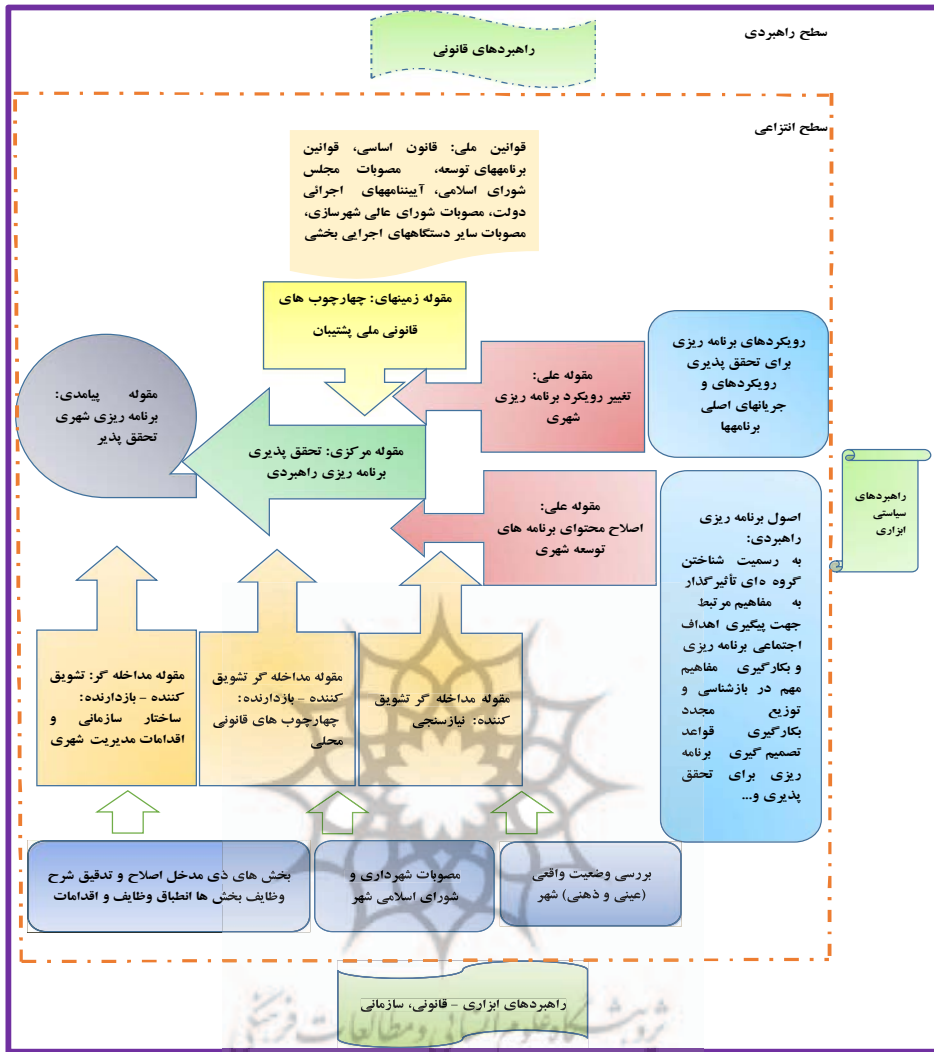 سطح راهبردی
راهبردهای قانونی
سطح انتزاعی
قوانین ملی: قانون اساسی، قوانین
برنامههای توسعه، مصوبات مجلس
شورای اسلامی، آییننامههای اجرائی
دولت، مصوبات شورای عالی شهرسازی،
مصوبات سایر دستگاههای اجرایی بخشی
مقوله زمینهای: چهارچوب های
قانونی ملی پشتیبان
رویکردهای برنامه ریزی
برای تحقق پذیری
رویکردهای و
جریانهای اصلی
برنامهها
مقوله علی:
تغییر رویکرد برنامه ریزی
شهری
مقوله پیامدی:
برنامه ریزی شهری
تحقق پذیر
مقوله مرکزی: تحقق پذیری
برنامه ریزی راهبردی
مقوله علی:
اصلاح محتوای برنامه های
توسعه شهری
راهبردهای
سیاستی
ابزاری
اصول برنامه ریزی
راهبردی:
به رسمیت شناختن
گروه های تأثیرگذار
به مفاهیم مرتبط
جهت پیگیری اهداف
اجتماعی برنامه ریزی
و بکارگیری مفاهیم
مهم در بازشناسی و
توزیع مجدد
بکارگیری قواعد
تصمیم گیری برنامه
ریزی برای تحقق
پذیری و...
مقوله مداخله گر تشویق
کننده: نیازسنجی
مقوله مداخله گر تشویق
کننده – بازدارنده:
چهارچوب های قانونی
محلی
مقوله مداخله گر: تشویق
کننده – بازدارنده:
ساختار سازمانی و
اقدامات مدیریت شهری
بررسی وضعیت واقعی
(عینی و ذهنی) شهر
مصوبات شهرداری و
شورای اسلامی شهر
بخش های ذی مدخل اصلاح و تدقیق شرح
وظایف بخش ها انطباق وظایف و اقدامات
راهبردهای ابزاری – قانونی، سازمانی
پژوهشگاه علوم انسانی و مطالعات فرهنگی